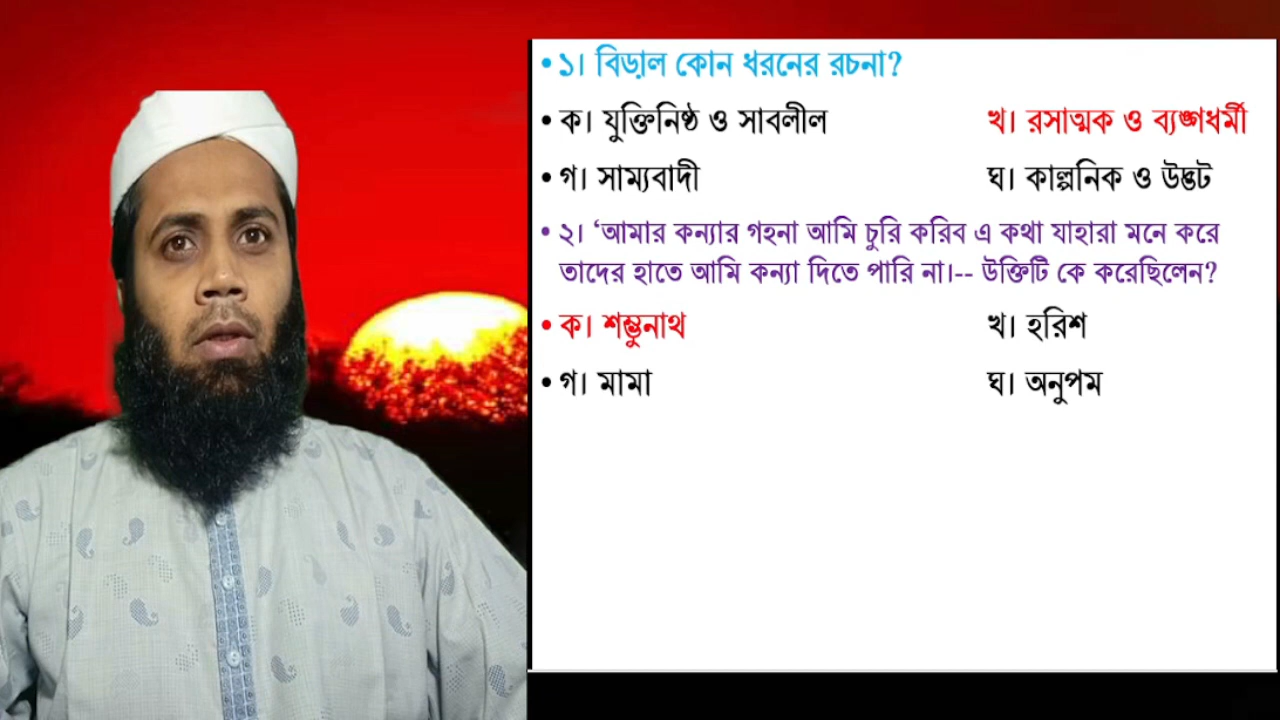 • ১। বিড়াল কোন ধরনের রচনা?
• ক। যুক্তিনিষ্ঠ ও সাবলীল খ। রসাত্মক ও ব্যঙ্গধর্মী
• গ। সাম্যবাদী ঘ। কাল্পনিক ও উদ্ভট
• ২। ‘আমার কন্যার গহনা আমি চুরি করিব এ কথা যাহারা মনে করে
তাদের হাতে আমি কন্যা দিতে পারি না।-- উক্তিটি কে করেছিলেন?
• ক। শম্ভুনাথ খ। হরিশ
• গ। মামা ঘ। অনুপম